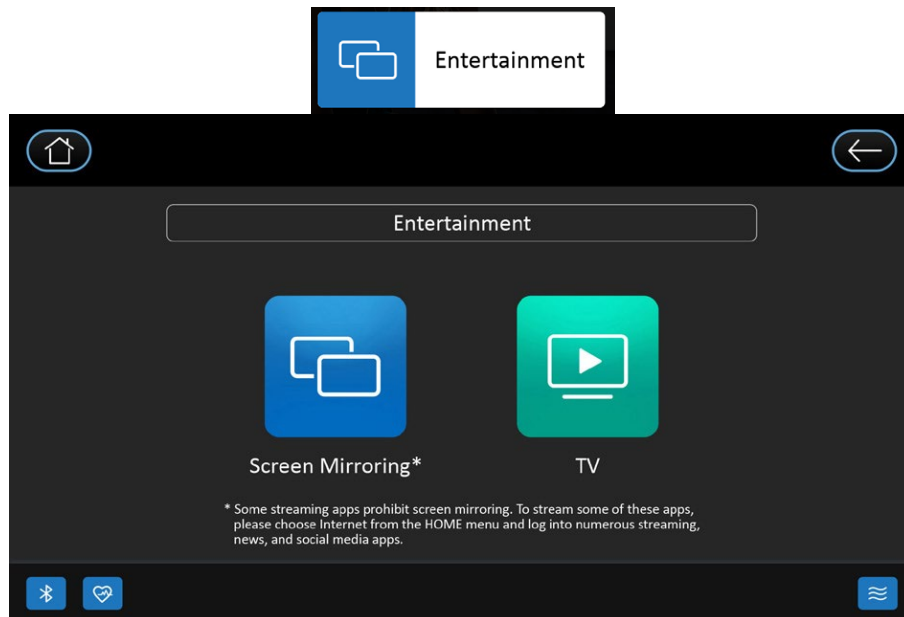 Entertainment
Entertainment
Screen Mirroring*
TV
* Some streaming apps prohibit screen mirroring. To stream some of these apps,
please choose Internet from the HOME menu and log into numerous streaming,
news, and social media apps.